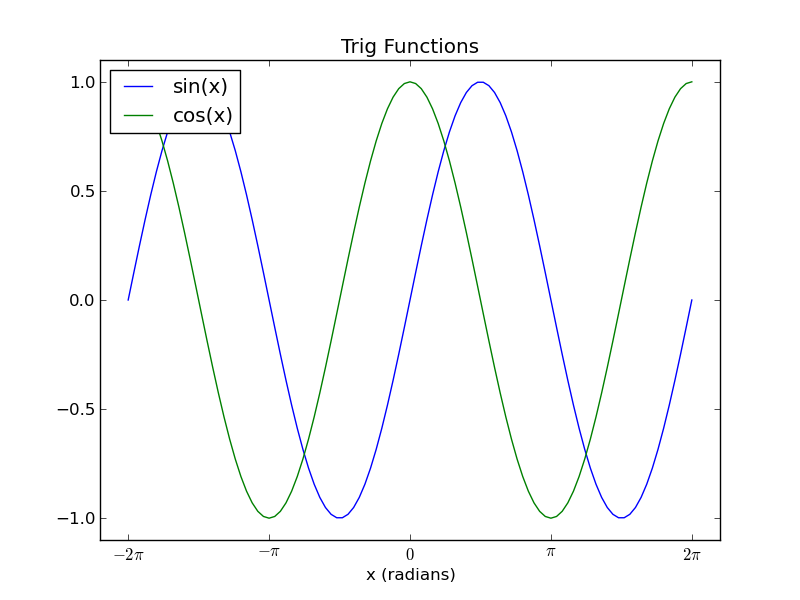 Trig Functions
sin(x)
cos(x)
1.0
0.5
0.0
−0.5
−1.0
−2π −π 0 π 2π
x (radians)